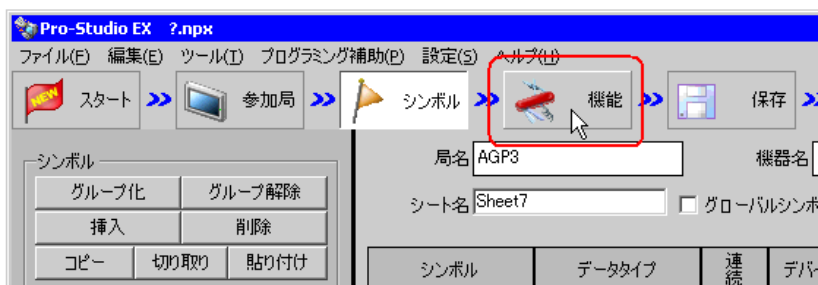 Pro-Studio EX ?.npx
ファイル(F) 編集(E) ツール(T) プログラミング補助(P) 設定(S) ヘルプ(H)
NEW スタート 参加局 シンボル 機能 保存
シンボル
グループ化 グループ解除
挿入 削除
コピー 切り取り 貼り付け
局名 AGP3 機器名
シート名 Sheet7 グローバルシンボ
シンボル データタイプ 連続 デバイ